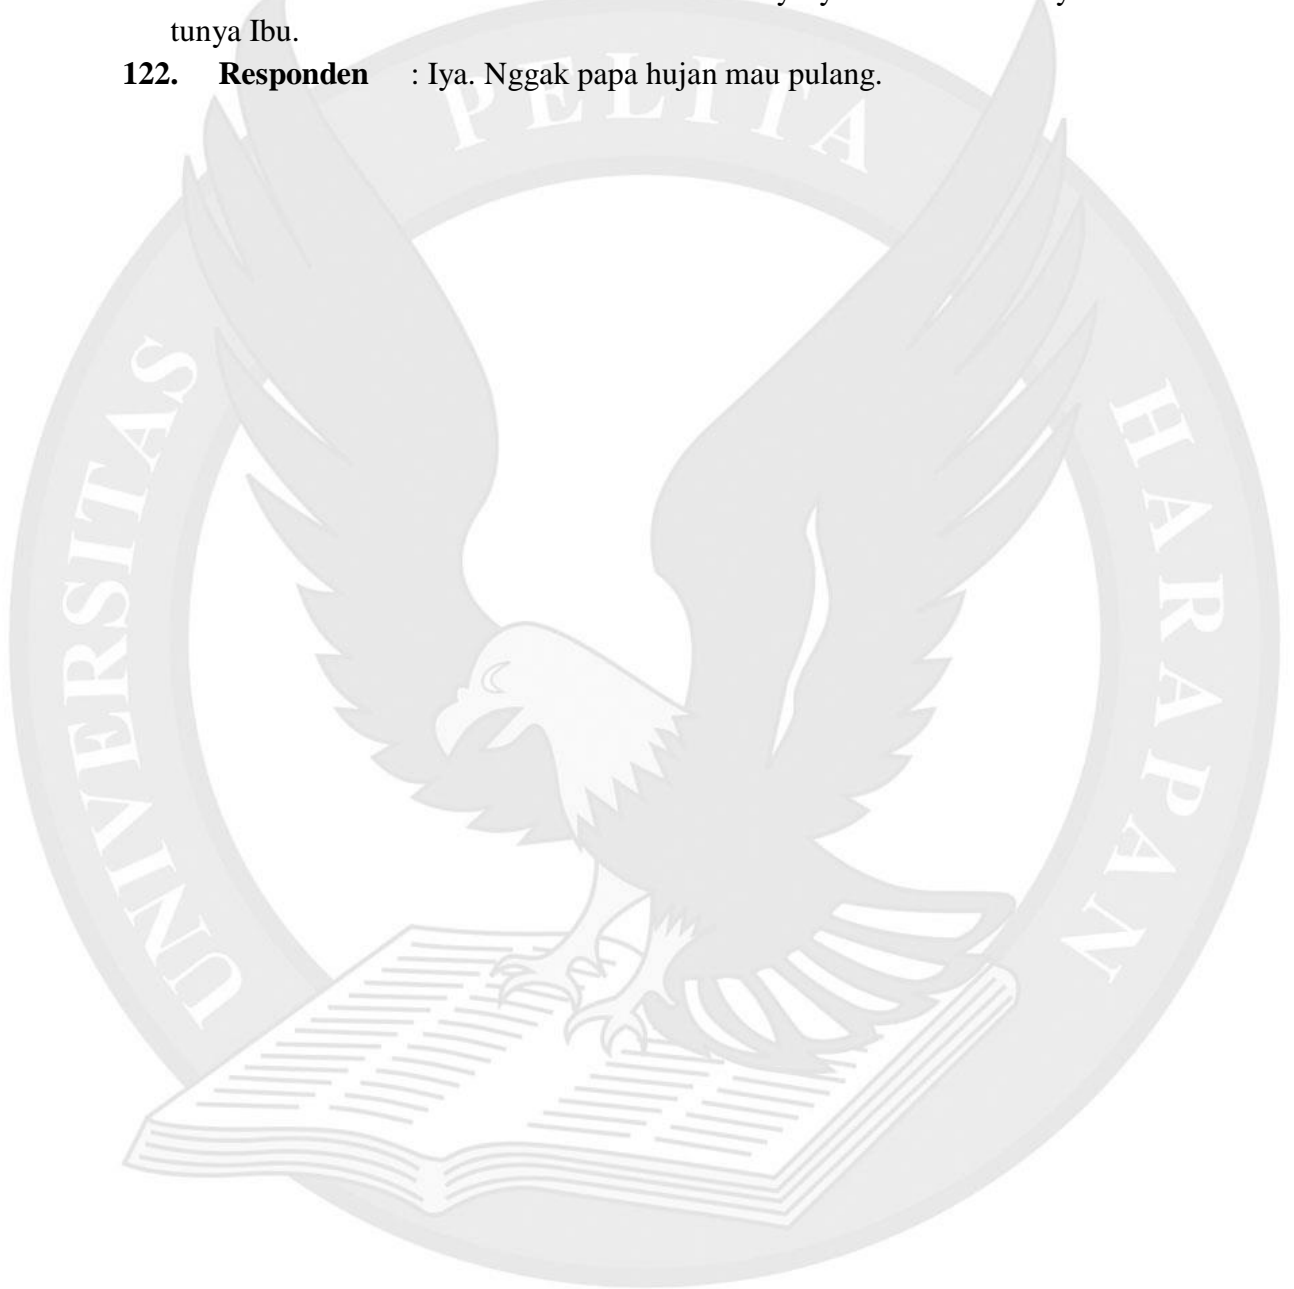 tunya Ibu.
122. Responden : Iya. Nggak papa hujan mau pulang.
UNIVERSITAS PELITA HARAPAN